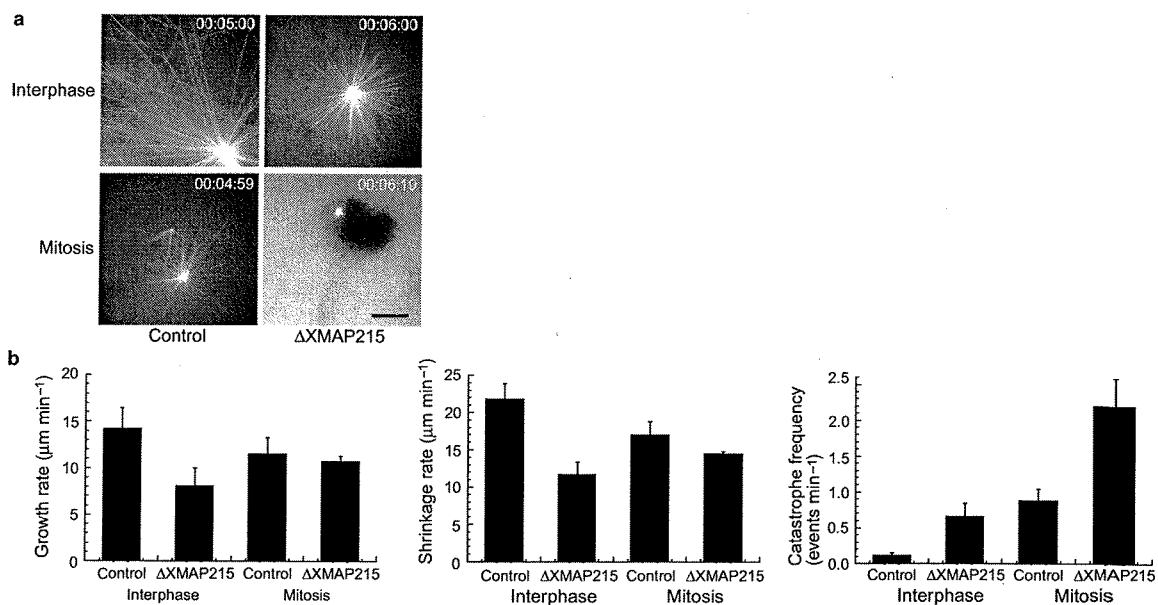 a
00:05:00
00:06:00
Interphase
00:04:59
00:06:10
Mitosis
Control
ΔXMAP215
b
20
15
10
5
0
Growth rate (μm min⁻¹)
Control ΔXMAP215 Control ΔXMAP215
Interphase Mitosis
25
20
15
10
5
0
Shrinkage rate (μm min⁻¹)
Control ΔXMAP215 Control ΔXMAP215
Interphase Mitosis
2.5
2.0
1.5
1.0
0.5
0.0
Catastrophe frequency
(events min⁻¹)
Control ΔXMAP215 Control ΔXMAP215
Interphase Mitosis